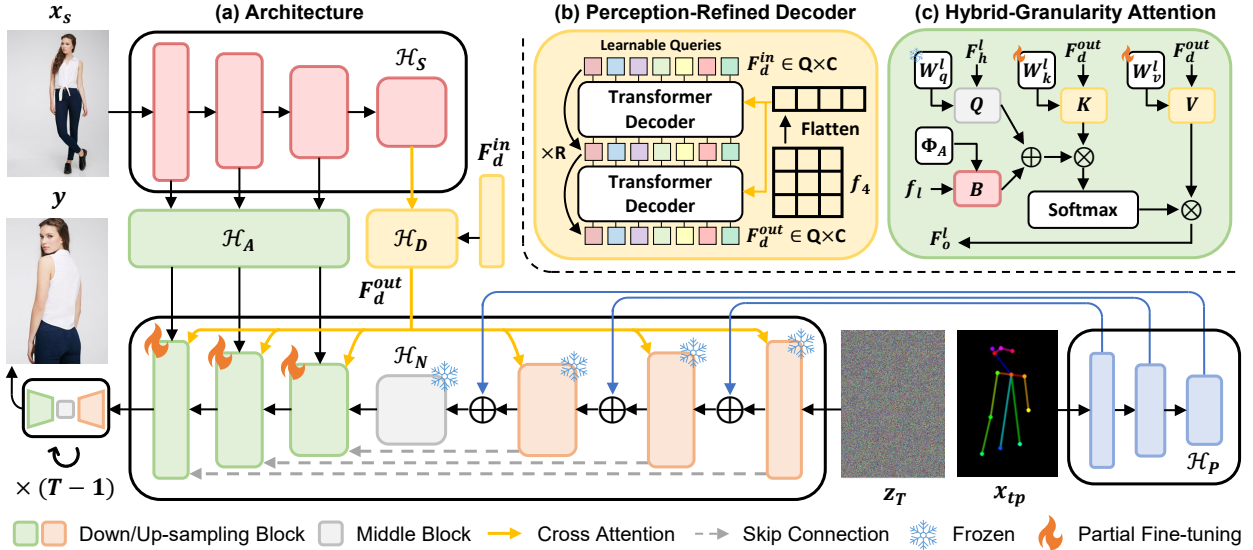 (a) Architecture
(b) Perception-Refined Decoder
(c) Hybrid-Granularity Attention
x_s
ℋ_S
F_d^{in}
y
ℋ_A
ℋ_D
F_d^{out}
ℋ_N
× (T − 1)
z_T
x_{tp}
ℋ_P
Learnable Queries
F_d^{in} ∈ Q×C
Transformer
Decoder
Flatten
×R
f_4
Transformer
Decoder
F_d^{out} ∈ Q×C
W_q^l
F_h^l
W_k^l
F_d^{out}
W_v^l
F_d^{out}
Q
K
V
Φ_A
f_l
B
Softmax
F_o^l
Down/Up-sampling Block
Middle Block
Cross Attention
Skip Connection
Frozen
Partial Fine-tuning